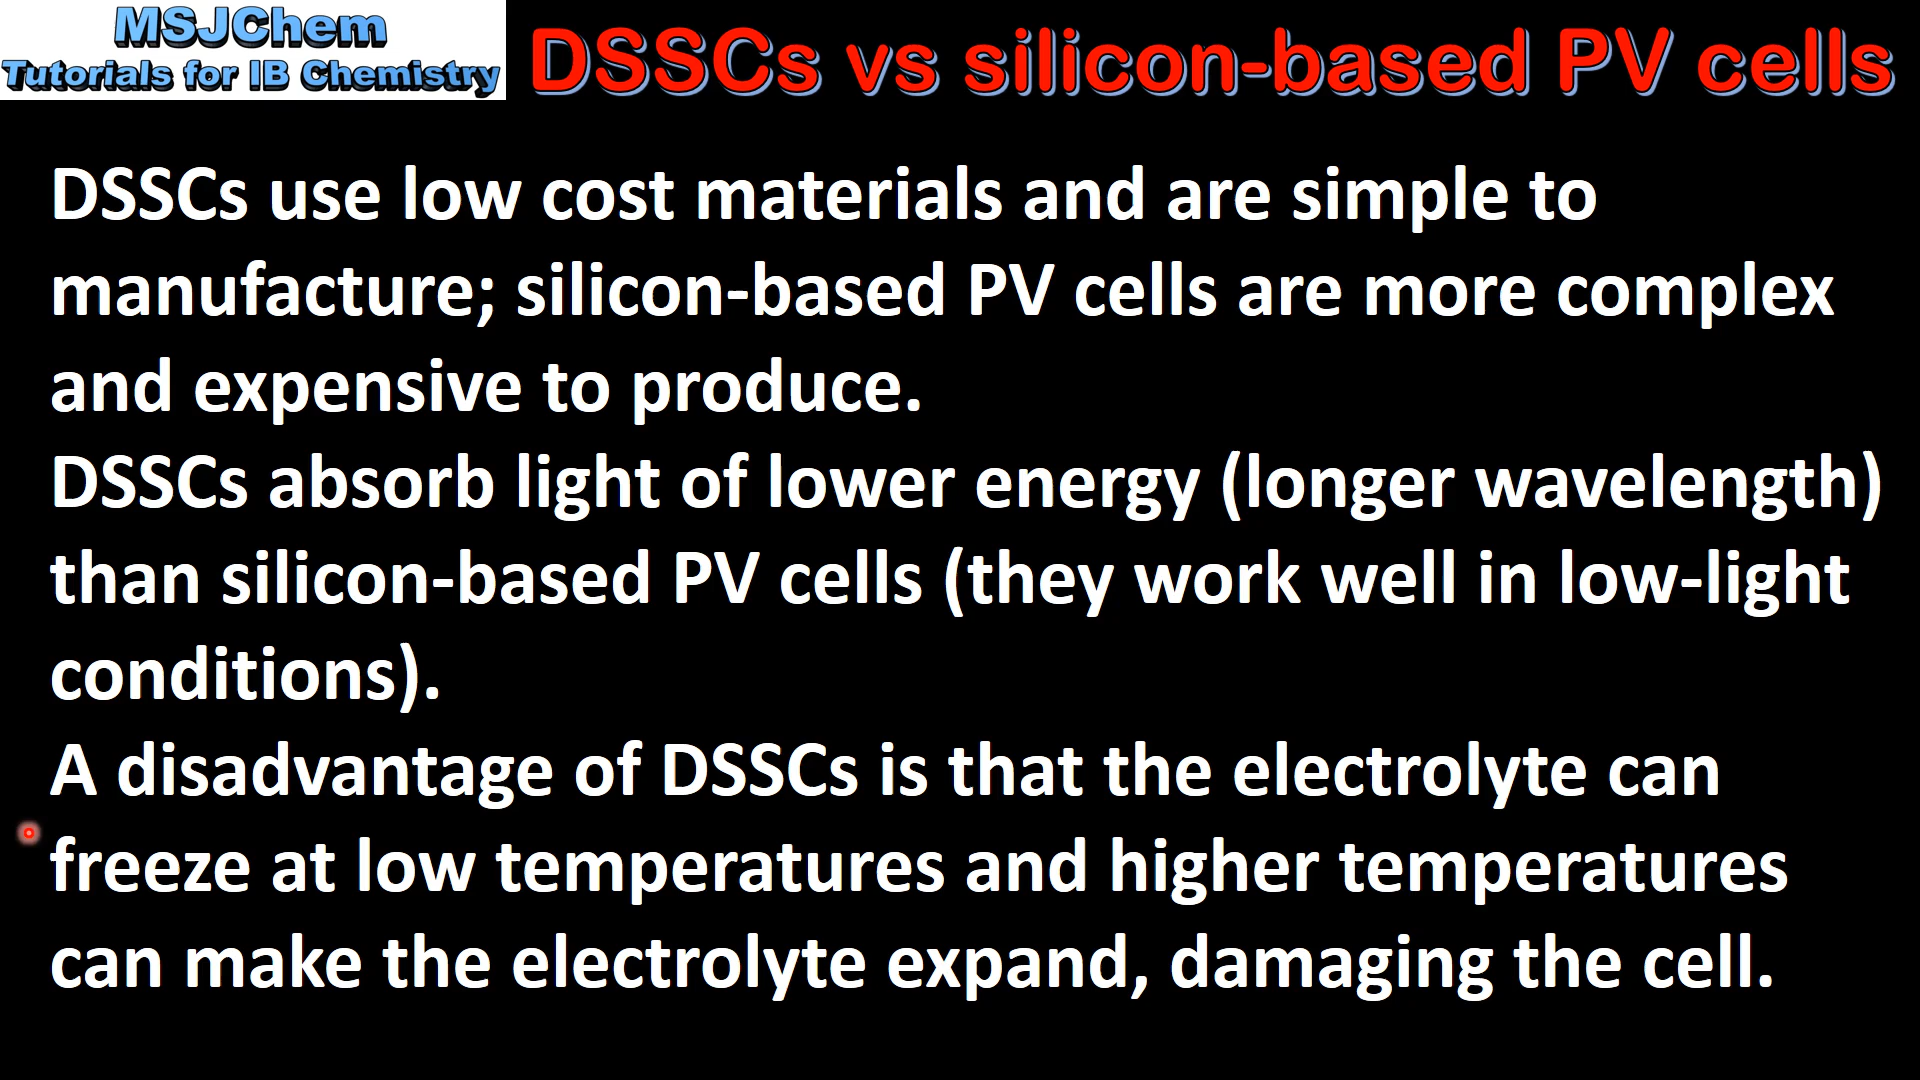 MSJChem
Tutorials for IB Chemistry
DSSCs vs silicon-based PV cells
DSSCs use low cost materials and are simple to
manufacture; silicon-based PV cells are more complex
and expensive to produce.
DSSCs absorb light of lower energy (longer wavelength)
than silicon-based PV cells (they work well in low-light
conditions).
A disadvantage of DSSCs is that the electrolyte can
freeze at low temperatures and higher temperatures
can make the electrolyte expand, damaging the cell.